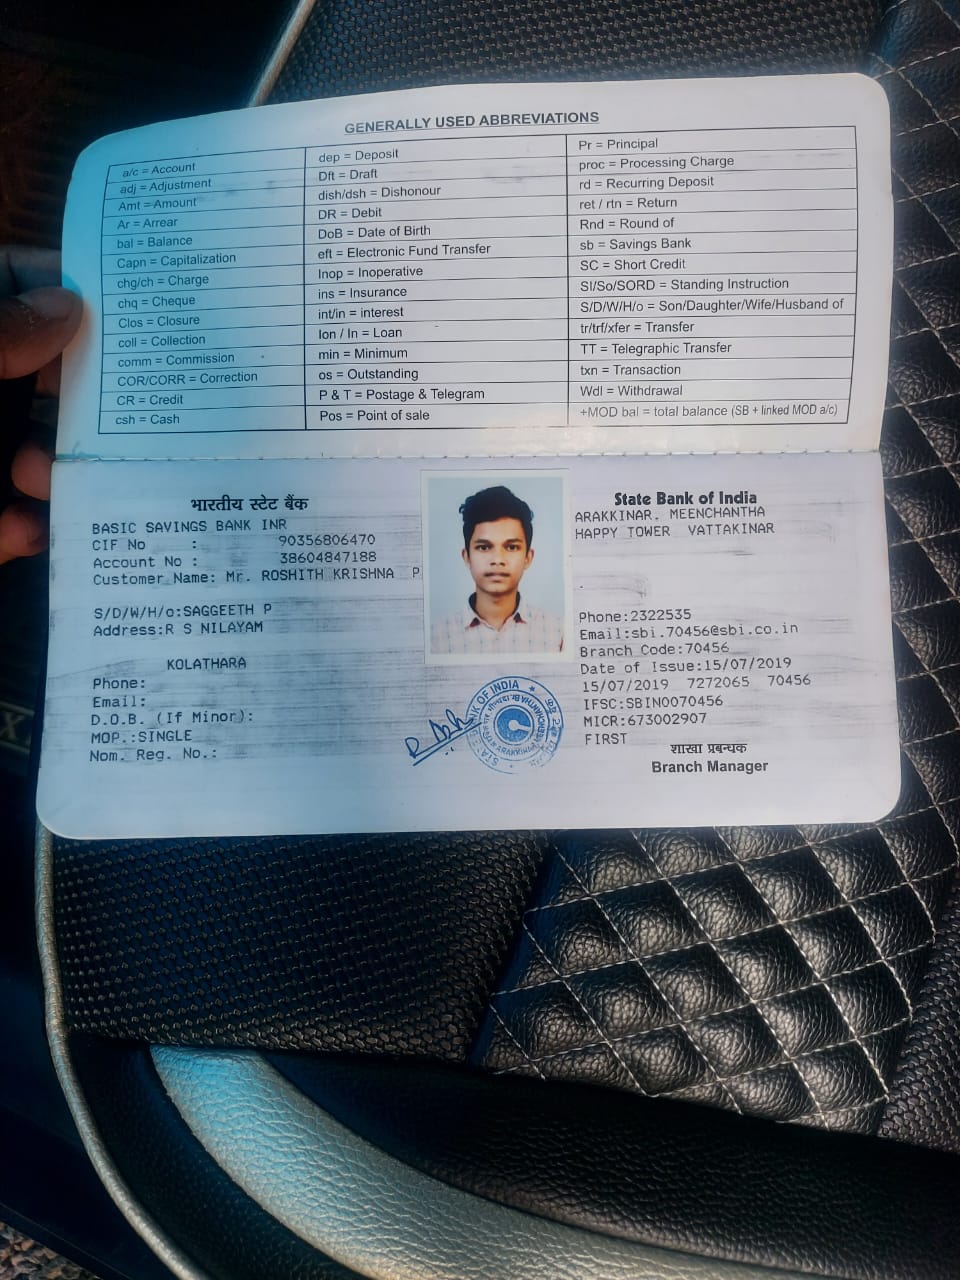 GENERALLY USED ABBREVIATIONS
a/c = Account
adj = Adjustment
Amt = Amount
Ar = Arrear
bal = Balance
Capn = Capitalization
chg/ch = Charge
chq = Cheque
Clos = Closure
coll = Collection
comm = Commission
COR/CORR = Correction
CR = Credit
csh = Cash
dep = Deposit
Dft = Draft
dish/dsh = Dishonour
DR = Debit
DoB = Date of Birth
eft = Electronic Fund Transfer
Inop = Inoperative
ins = Insurance
int/in = interest
lon / ln = Loan
min = Minimum
os = Outstanding
P & T = Postage & Telegram
Pos = Point of sale
Pr = Principal
proc = Processing Charge
rd = Recurring Deposit
ret / rtn = Return
Rnd = Round of
sb = Savings Bank
SC = Short Credit
SI/So/SORD = Standing Instruction
S/D/W/H/o = Son/Daughter/Wife/Husband of
tr/trf/xfer = Transfer
TT = Telegraphic Transfer
txn = Transaction
Wdl = Withdrawal
+MOD bal = total balance (SB + linked MOD a/c)
भारतीय स्टेट बैंक
BASIC SAVINGS BANK INR
CIF No : 90356806470
Account No : 38604847188
Customer Name: Mr. ROSHITH KRISHNA P
S/D/W/H/o:SAGGEETH P
Address:R S NILAYAM
KOLATHARA
Phone:
Email:
D.O.B. (If Minor):
MOP.:SINGLE
Nom. Reg. No.:
State Bank of India
ARAKKINAR. MEENCHANTHA
HAPPY TOWER VATTAKINAR
Phone:2322535
Email:sbi.70456@sbi.co.in
Branch Code:70456
Date of Issue:15/07/2019
15/07/2019 7272065 70456
IFSC:SBIN0070456
MICR:673002907
FIRST
शाखा प्रबन्धक
Branch Manager